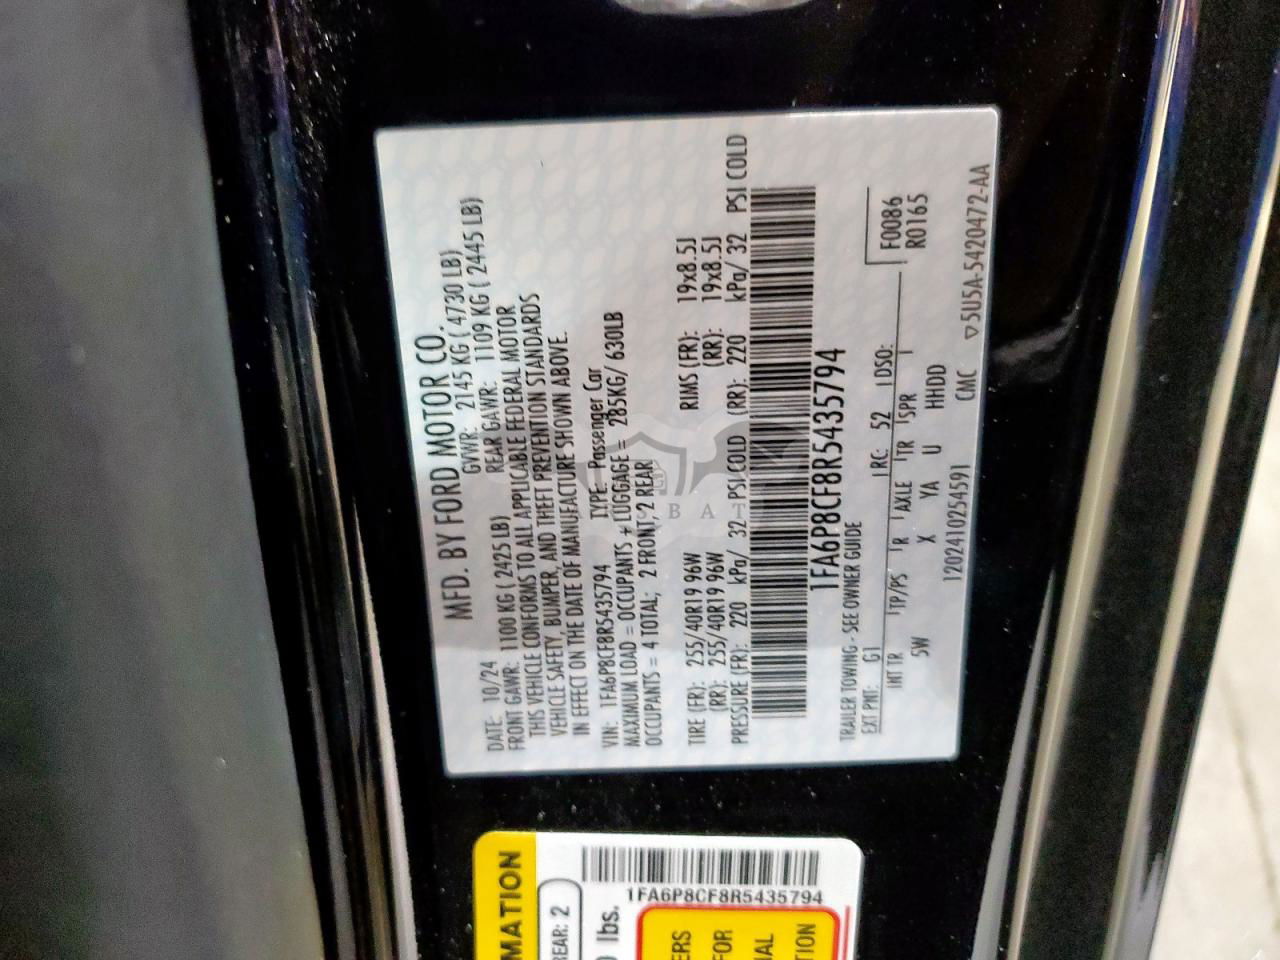 MFD. BY FORD MOTOR CO.
DATE: 10/24 GVWR: 2145 KG ( 4730 LB)
FRONT GAWR: 1100 KG ( 2425 LB) REAR GAWR: 1109 KG ( 2445 LB)
THIS VEHICLE CONFORMS TO ALL APPLICABLE FEDERAL MOTOR
VEHICLE SAFETY, BUMPER, AND THEFT PREVENTION STANDARDS
IN EFFECT ON THE DATE OF MANUFACTURE SHOWN ABOVE.
VIN: 1FA6P8CF8R5435794 TYPE: Passenger Car
MAXIMUM LOAD = OCCUPANTS + LUGGAGE = 285KG/ 630LB
OCCUPANTS = 4 TOTAL; 2 FRONT, 2 REAR
TIRE (FR): 255/40R19 96W RIMS (FR): 19x8.5J
(RR): 255/40R19 96W (RR): 19x8.5J
PRESSURE (FR): 220 kPa/ 32 PSI COLD (RR): 220 kPa/ 32 PSI COLD
1FA6P8CF8R5435794
TRAILER TOWING - SEE OWNER GUIDE
EXT PNT: G1 RC: 52 DSO: F0086
R0165
INT TR TP/PS R AXLE TR SPR
5W X YA U HHDD
120241025459 CMC ▽5U5A-5420472-AA
MATION
REAR: 2
lbs.
1FA6P8CF8R5435794
ERS
FOR
IAL
TION